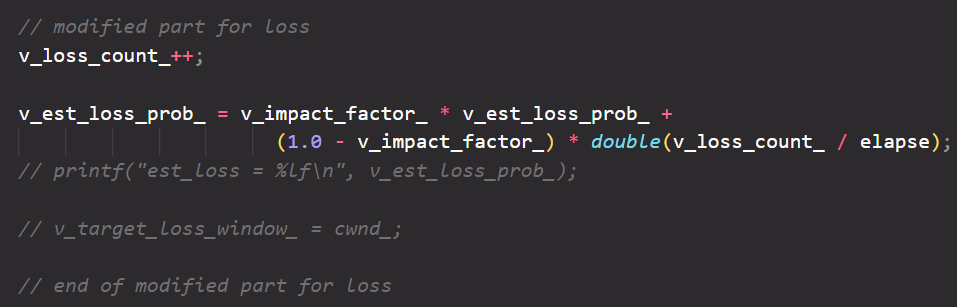 // modified part for loss
v_loss_count_++;
v_est_loss_prob_ = v_impact_factor_ * v_est_loss_prob_ +
(1.0 - v_impact_factor_) * double(v_loss_count_ / elapse);
// printf("est_loss = %lf\n", v_est_loss_prob_);
// v_target_loss_window_ = cwnd_;
// end of modified part for loss